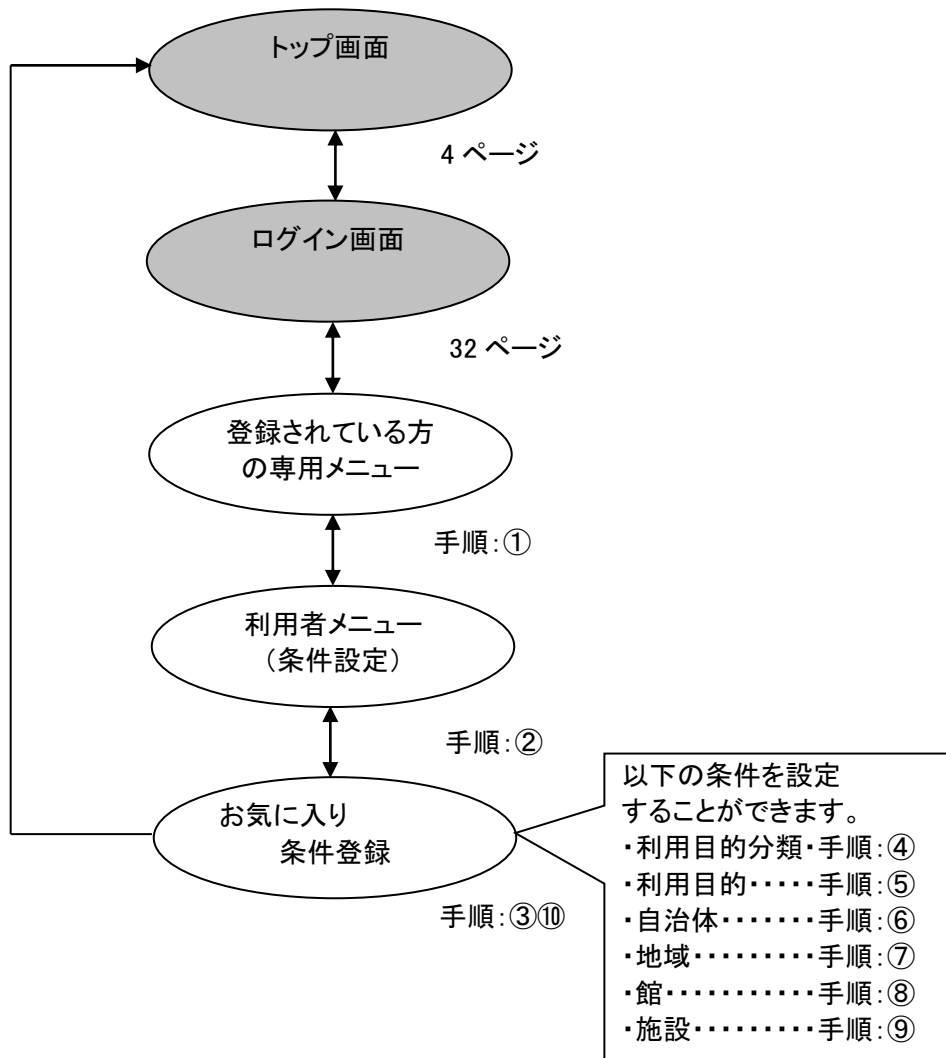 トップ画面
4 ページ
ログイン画面
32 ページ
登録されている方
の専用メニュー
手順:①
利用者メニュー
(条件設定)
手順:②
お気に入り
条件登録
手順:③⑩
以下の条件を設定
することができます。
・利用目的分類・手順:④
・利用目的・・・・・手順:⑤
・自治体・・・・・・・手順:⑥
・地域・・・・・・・・・手順:⑦
・館・・・・・・・・・・・手順:⑧
・施設・・・・・・・・・手順:⑨